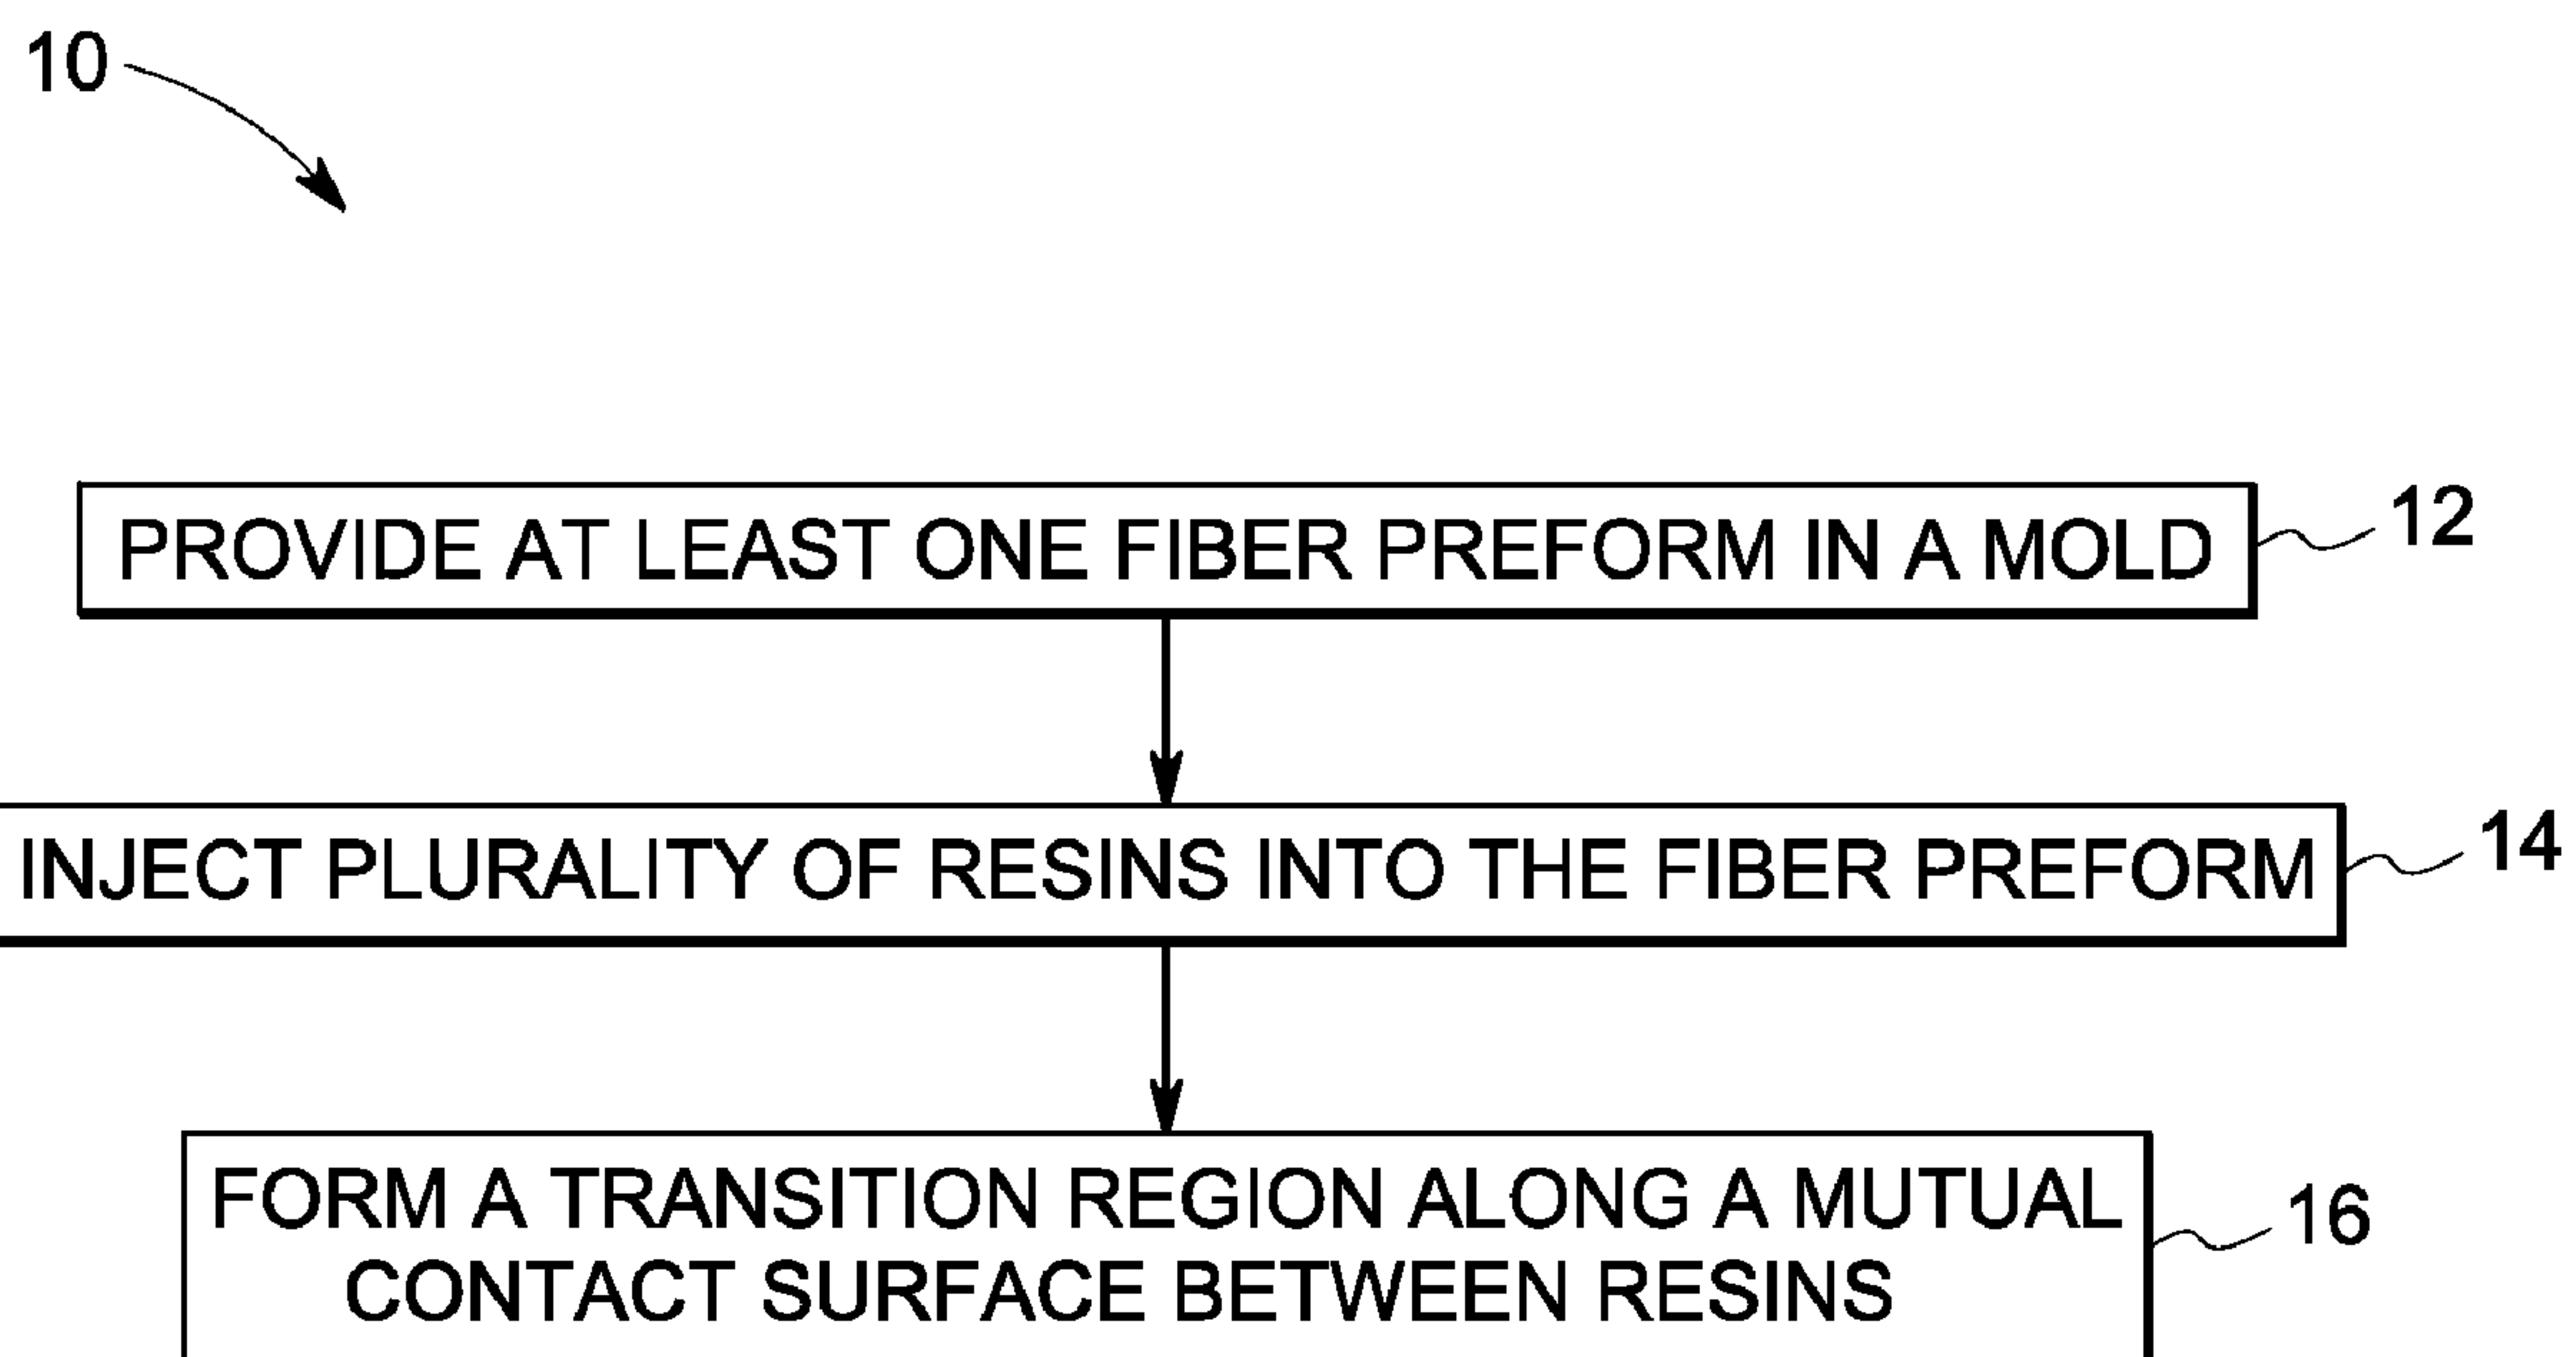 10
PROVIDE AT LEAST ONE FIBER PREFORM IN A MOLD
12
INJECT PLURALITY OF RESINS INTO THE FIBER PREFORM
14
FORM A TRANSITION REGION ALONG A MUTUAL
CONTACT SURFACE BETWEEN RESINS
16